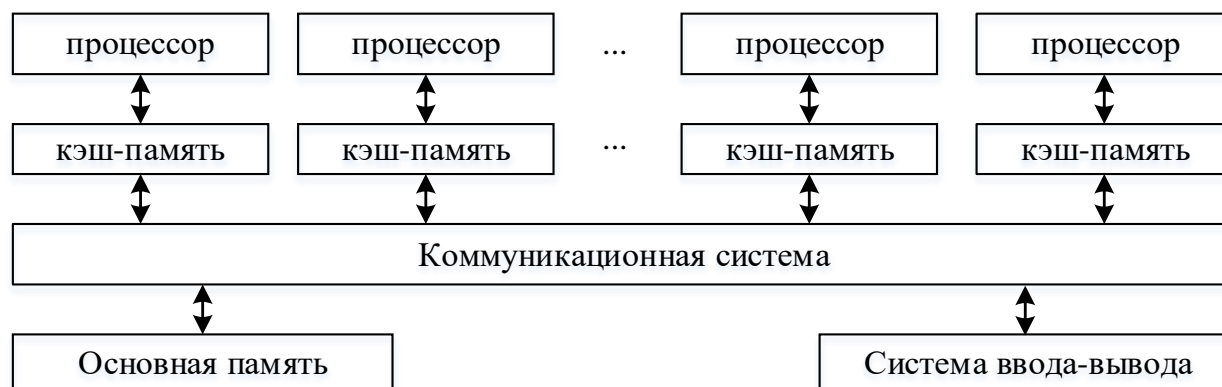 процессор процессор ... процессор процессор
кэш-память кэш-память ... кэш-память кэш-память
Коммуникационная система
Основная память Система ввода-вывода